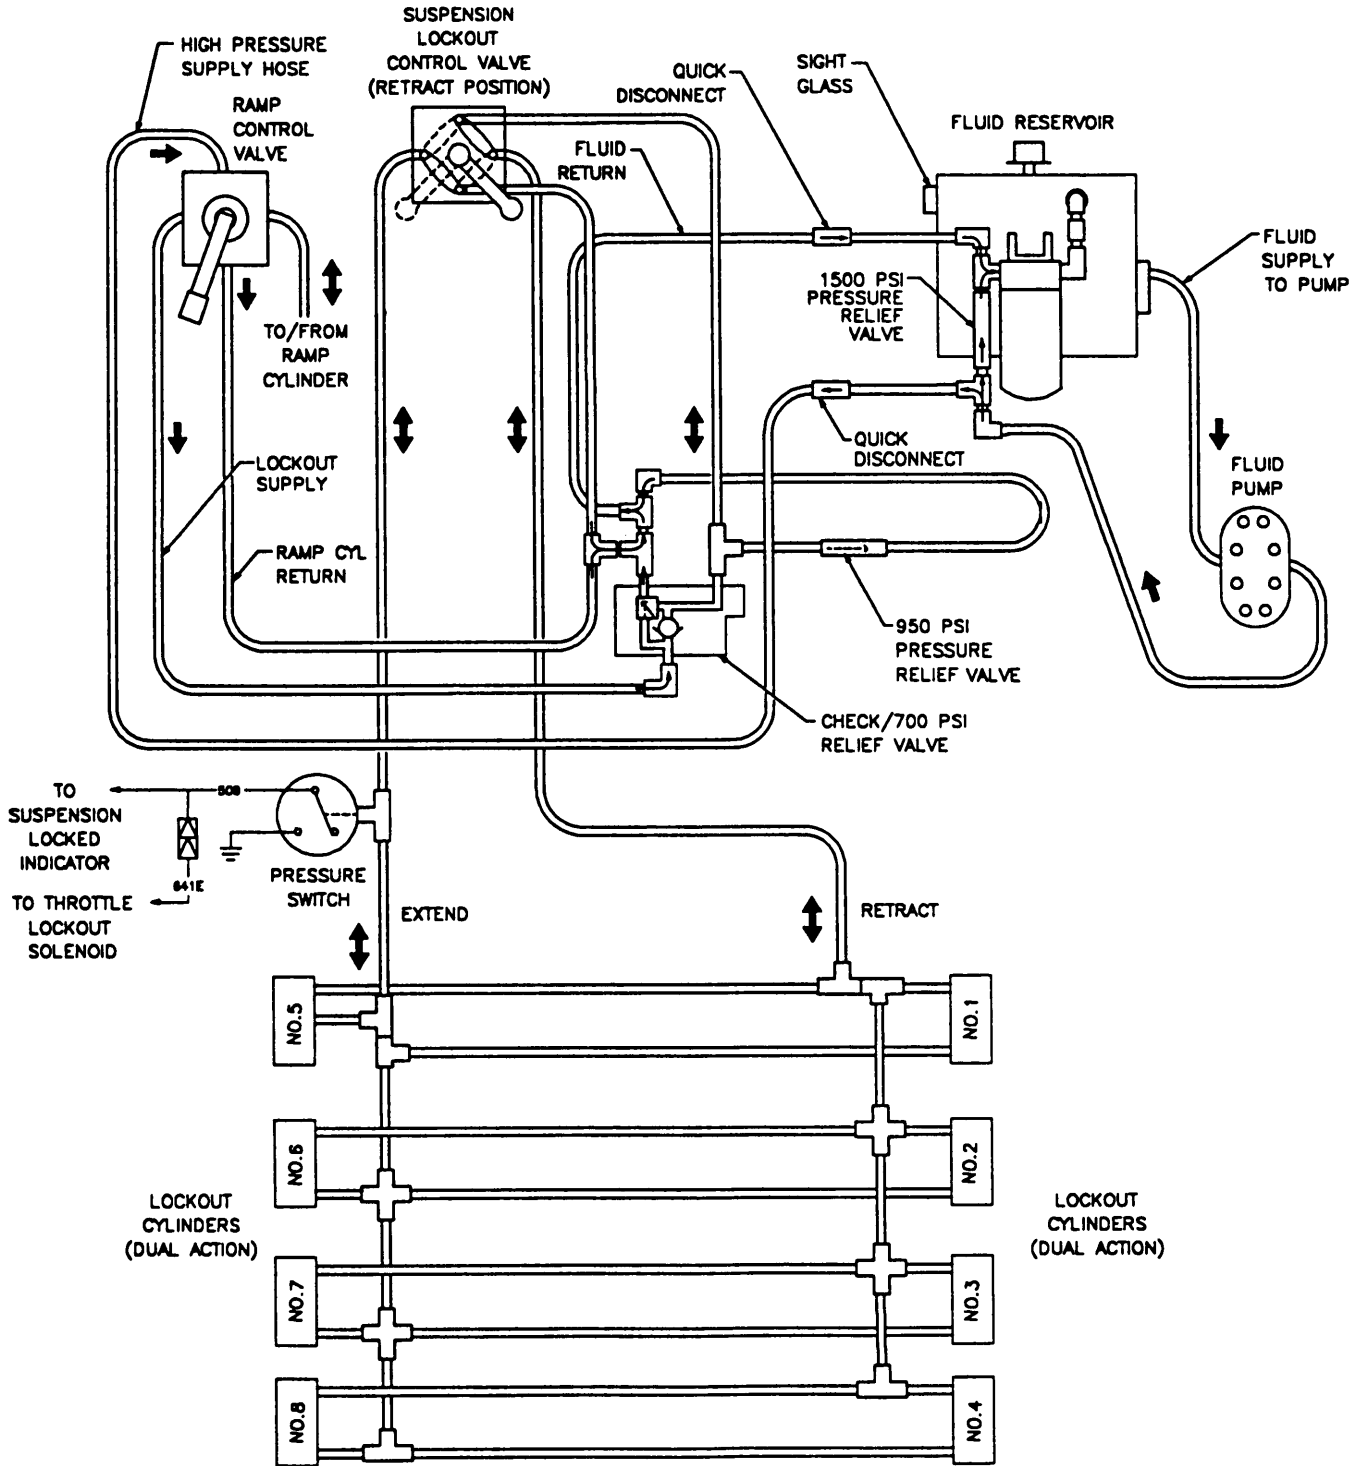 SUSPENSION
LOCKOUT
CONTROL VALVE
(RETRACT POSITION)
HIGH PRESSURE
SUPPLY HOSE
RAMP
CONTROL
VALVE
QUICK
DISCONNECT
SIGHT
GLASS
FLUID RESERVOIR
FLUID
RETURN
FLUID
SUPPLY
TO PUMP
1500 PSI
PRESSURE
RELIEF
VALVE
TO/FROM
RAMP
CYLINDER
QUICK
DISCONNECT
FLUID
PUMP
LOCKOUT
SUPPLY
RAMP CYL
RETURN
950 PSI
PRESSURE
RELIEF VALVE
CHECK/700 PSI
RELIEF VALVE
TO
SUSPENSION
LOCKED
INDICATOR
509
641E
TO THROTTLE
LOCKOUT
SOLENOID
PRESSURE
SWITCH
EXTEND
RETRACT
NO.5
NO.1
NO.6
NO.2
LOCKOUT
CYLINDERS
(DUAL ACTION)
LOCKOUT
CYLINDERS
(DUAL ACTION)
NO.7
NO.3
NO.8
NO.4